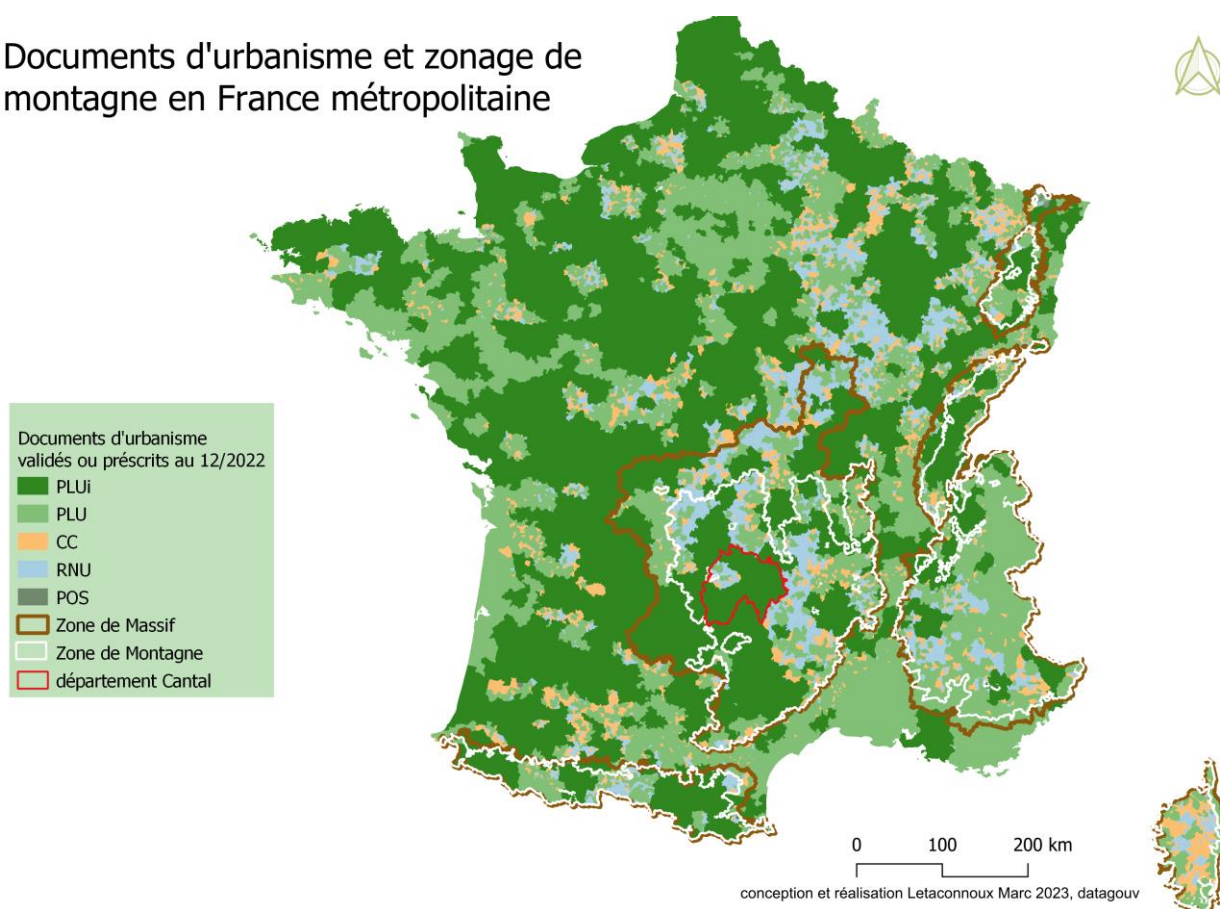 Documents d'urbanisme et zonage de
montagne en France métropolitaine
Documents d'urbanisme
validés ou préscrits au 12/2022
PLUi
PLU
CC
RNU
POS
Zone de Massif
Zone de Montagne
département Cantal
0 100 200 km
conception et réalisation Letaconnoux Marc 2023, datagouv